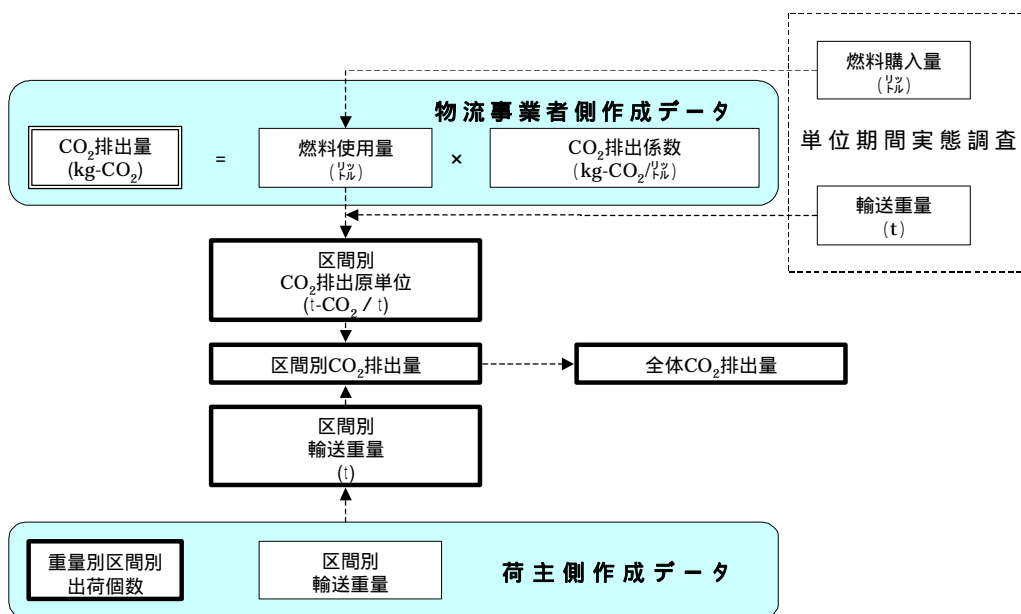 燃料購入量
(リットル)
単位期間実態調査
輸送重量
(t)
物流事業者側作成データ
CO₂排出量
(kg-CO₂)
=
燃料使用量
(リットル)
×
CO₂排出係数
(kg-CO₂/リットル)
区間別
CO₂排出原単位
(t-CO₂/t)
区間別CO₂排出量
全体CO₂排出量
区間別
輸送重量
(t)
重量別区間別
出荷個数
区間別
輸送重量
荷主側作成データ